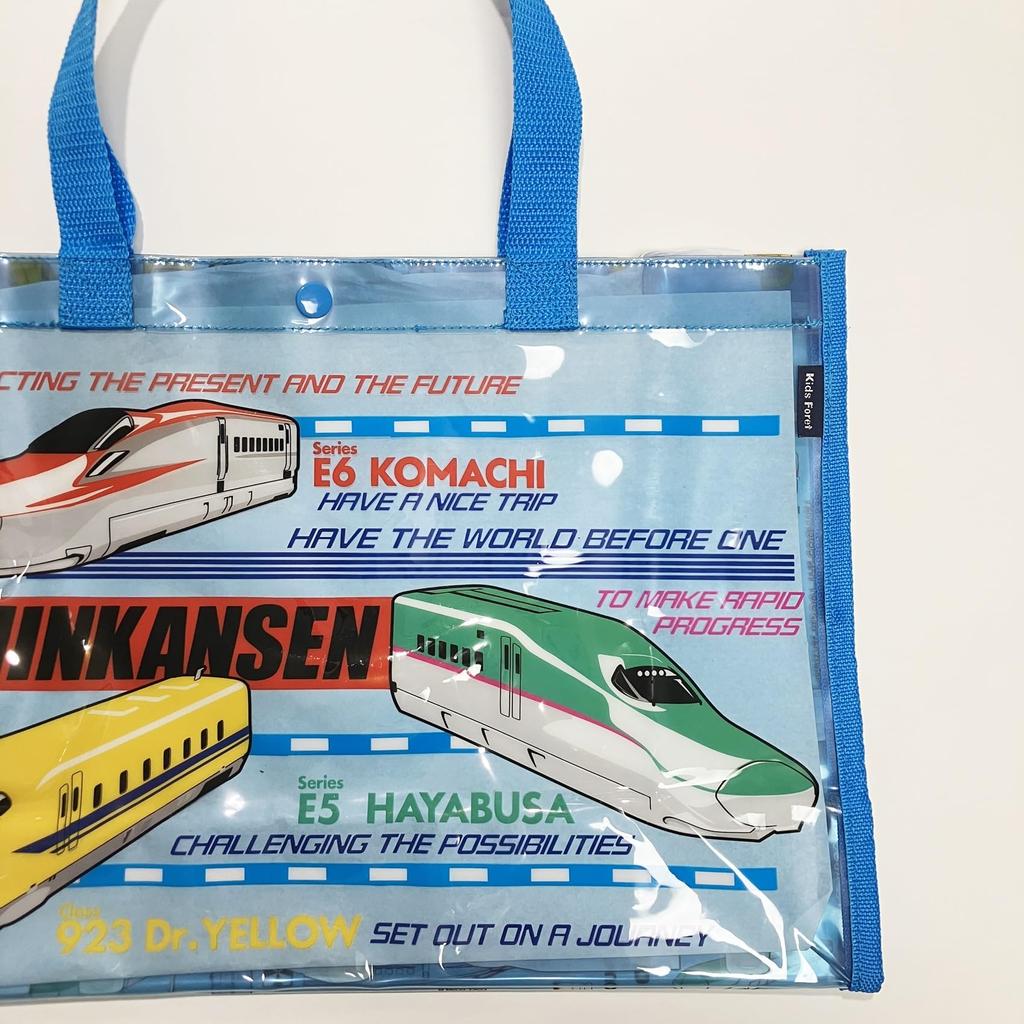 CTING THE PRESENT AND THE FUTURE
Kids Foret
Series
E6 KOMACHI
HAVE A NICE TRIP
HAVE THE WORLD BEFORE ONE
TO MAKE RAPID
PROGRESS
INKANSEN
Series
E5 HAYABUSA
CHALLENGING THE POSSIBILITIES
Class
923 Dr.YELLOW SET OUT ON A JOURNEY